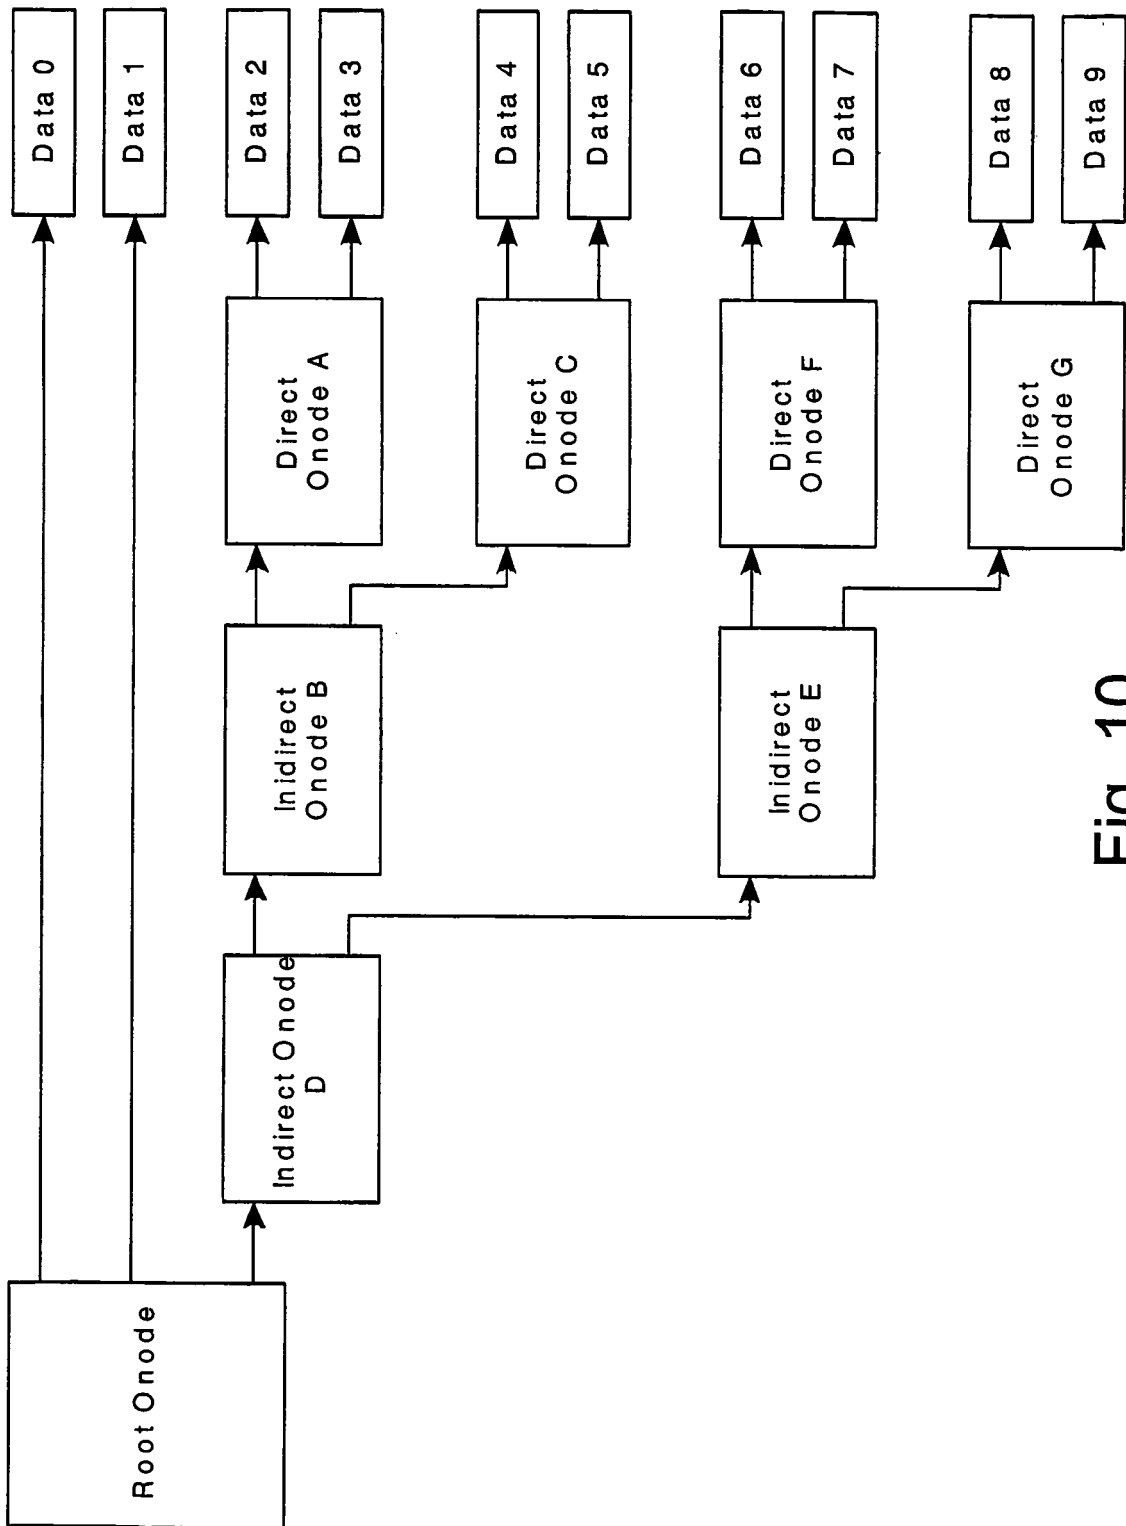 Root Onode
Indirect Onode
D
Inidirect
Onode B
Direct
Onode A
Data 0
Data 1
Data 2
Data 3
Direct
Onode C
Data 4
Data 5
Inidirect
Onode E
Direct
Onode F
Data 6
Data 7
Direct
Onode G
Data 8
Data 9
Fig. 10